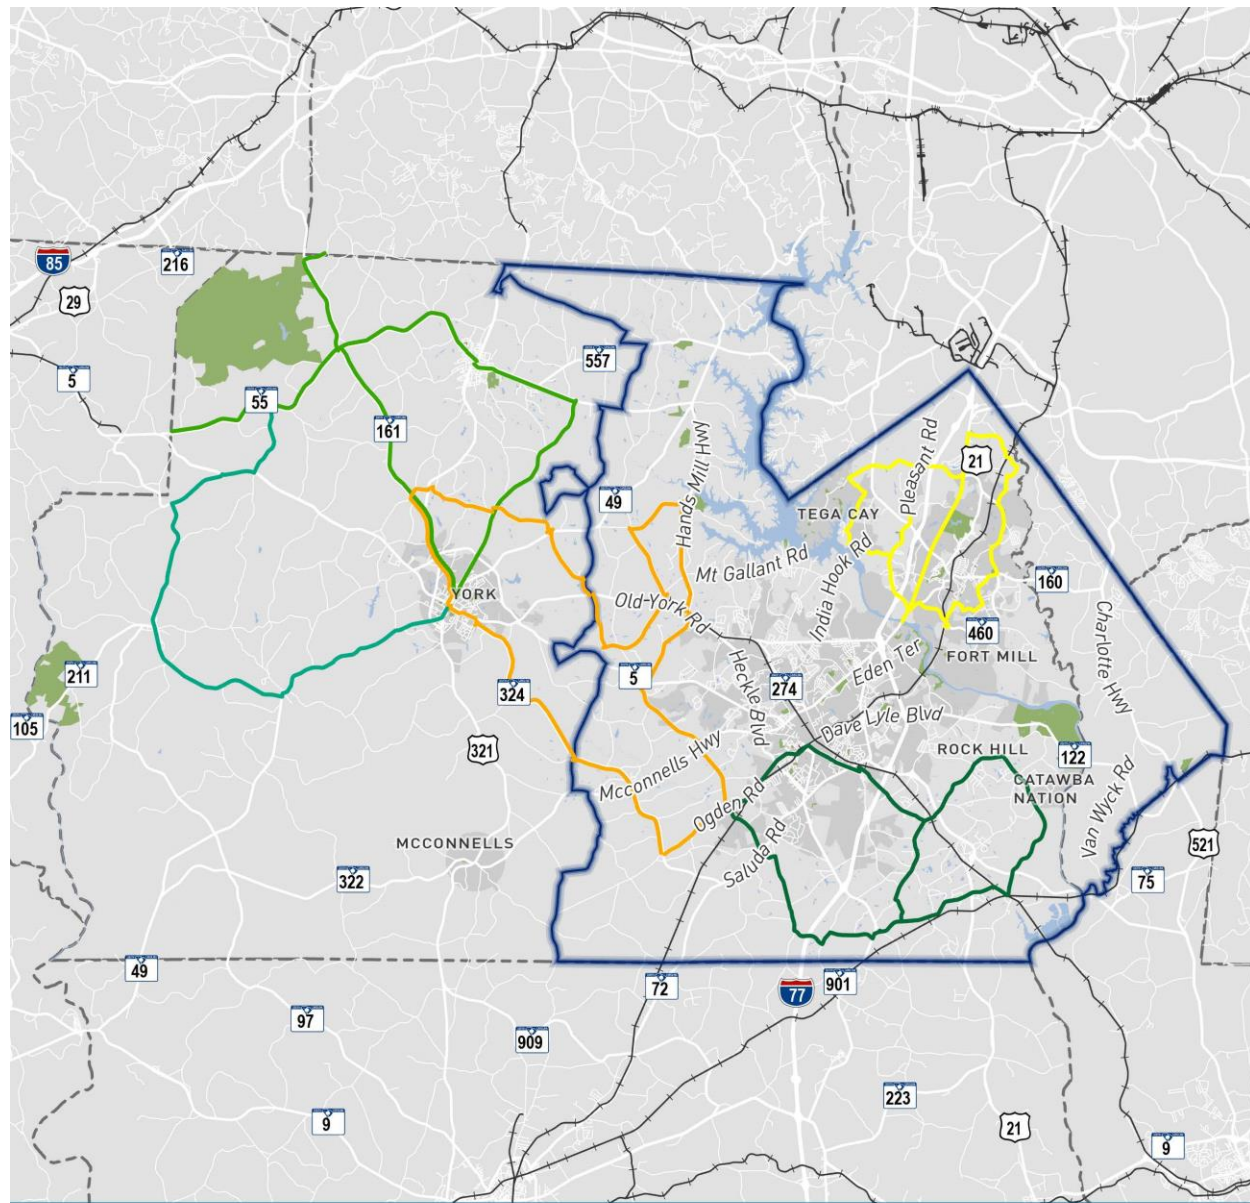 85
216
29
557
5
55
161
Pleasant Rd
21
Hands Mill Hwy
49
TEGA CAY
Mt Gallant Rd
India Hook Rd
160
YORK
Old-York Rd
Charlotte Hwy
460
FORT MILL
Eden Ter
211
5
Heckle Blvd
274
324
105
Dave Lyle Blvd
321
ROCK HILL
122
Mcconnells Hwy
CATAWBA
NATION
Van Wyck Rd
Ogden Rd
MCCONNELLS
521
Saluda Rd
322
75
49
72
77
901
97
909
223
9
21
9